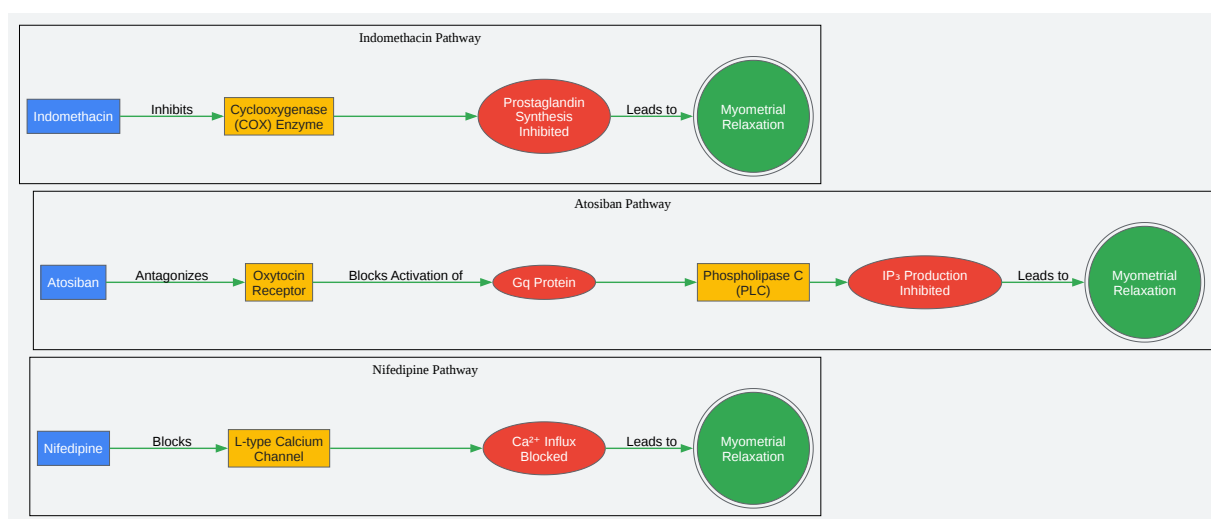 Indomethacin Pathway
Indomethacin
Inhibits
Cyclooxygenase
(COX) Enzyme
Prostaglandin
Synthesis
Inhibited
Leads to
Myometrial
Relaxation
Atosiban Pathway
Atosiban
Antagonizes
Oxytocin
Receptor
Blocks Activation of
Gq Protein
Phospholipase C
(PLC)
IP₃ Production
Inhibited
Leads to
Myometrial
Relaxation
Nifedipine Pathway
Nifedipine
Blocks
L-type Calcium
Channel
Ca²⁺ Influx
Blocked
Leads to
Myometrial
Relaxation